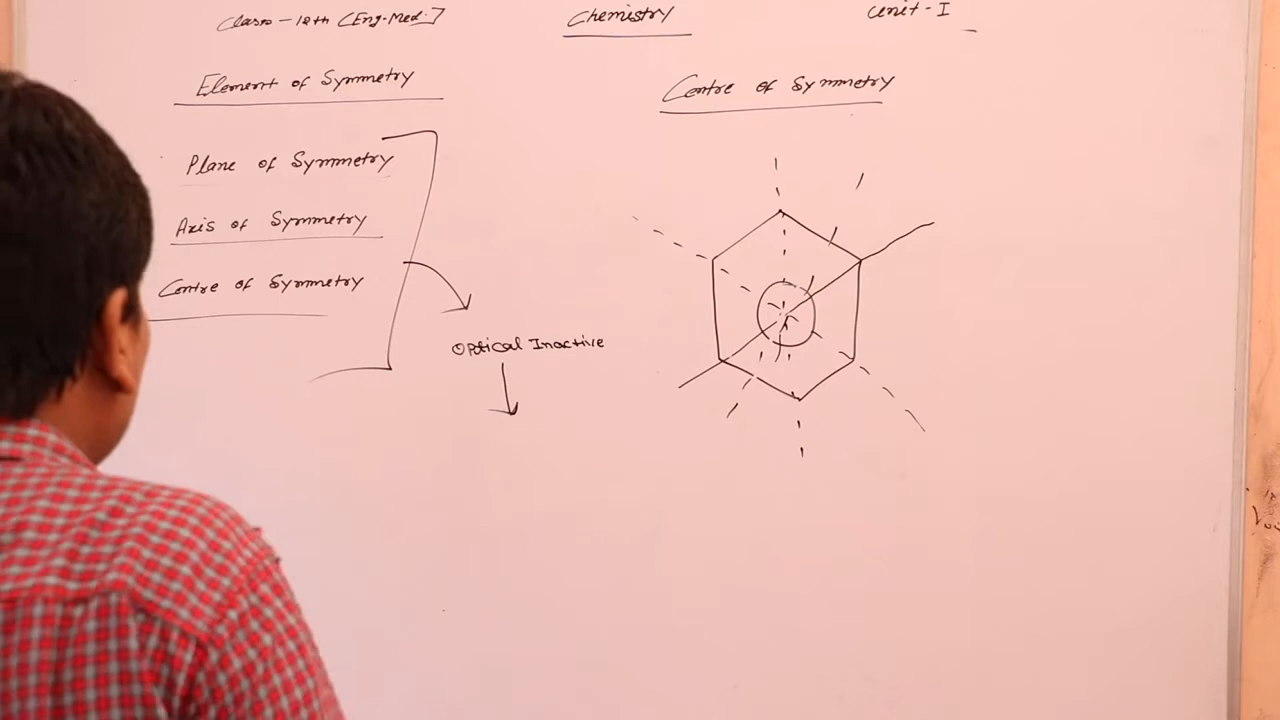 Class-12th [Eng-Med.]
Chemistry
Unit-I
Element of Symmetry
Centre of Symmetry
Plane of Symmetry
Axis of Symmetry
Centre of Symmetry
Optical Inactive